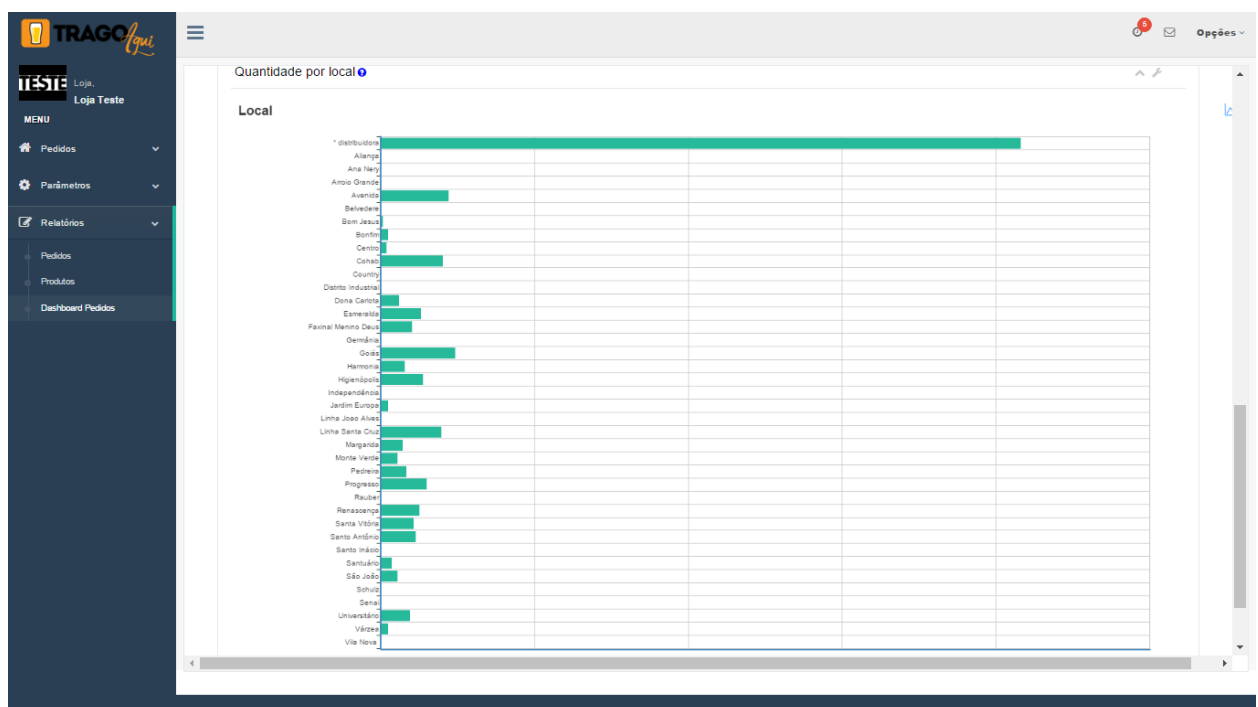 TRAGO Aqui
5
Opções
TESTE
Loja,
Loja Teste
MENU
Pedidos
Parâmetros
Relatórios
Pedidos
Produtos
Dashboard Pedidos
Quantidade por local
Local
* distribuidora
Aliança
Ana Nery
Arroio Grande
Avenida
Belvedere
Bom Jesus
Bonfim
Centro
Cohab
Country
Distrito Industrial
Dona Carlota
Esmeralda
Faxinal Menino Deus
Germânia
Goiás
Harmonia
Higienópolis
Independência
Jardim Europa
Linha Joao Alves
Linha Santa Cruz
Margarida
Monte Verde
Pedreira
Progresso
Rauber
Renascença
Santa Vitória
Santo Antônio
Santo Inácio
Santuário
São João
Schulz
Senai
Universitário
Várzea
Vila Nova